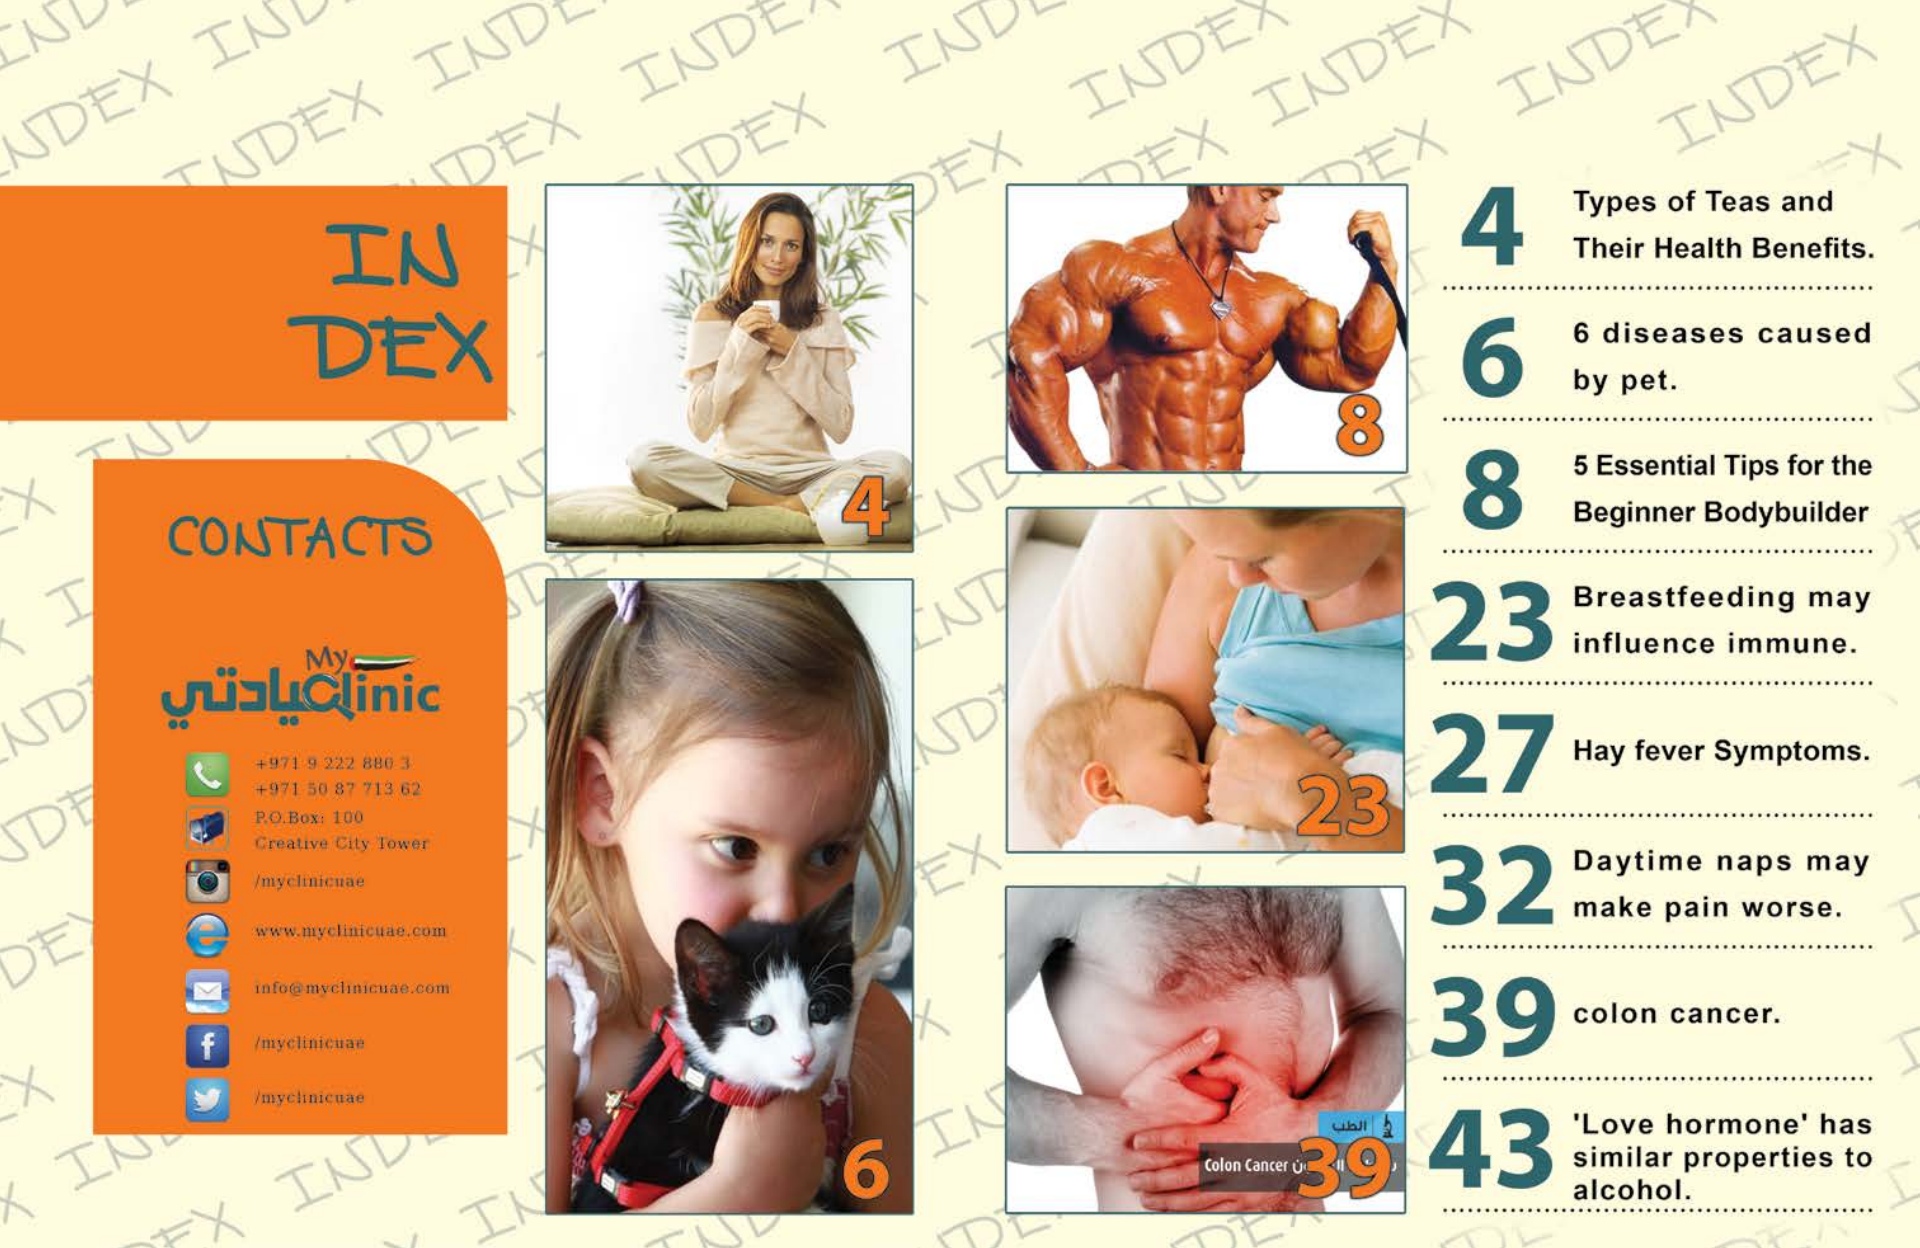 IN
DEX
CONTACTS
My
عيادتي Clinic
+971 9 222 880 3
+971 50 87 713 62
P.O.Box: 100
Creative City Tower
/myclinicuae
www.myclinicuae.com
info@myclinicuae.com
/myclinicuae
/myclinicuae
4
6
8
23
الطب
Colon Cancer
39
4
Types of Teas and
Their Health Benefits.
6
6 diseases caused
by pet.
8
5 Essential Tips for the
Beginner Bodybuilder
23
Breastfeeding may
influence immune.
27
Hay fever Symptoms.
32
Daytime naps may
make pain worse.
39
colon cancer.
43
'Love hormone' has
similar properties to
alcohol.